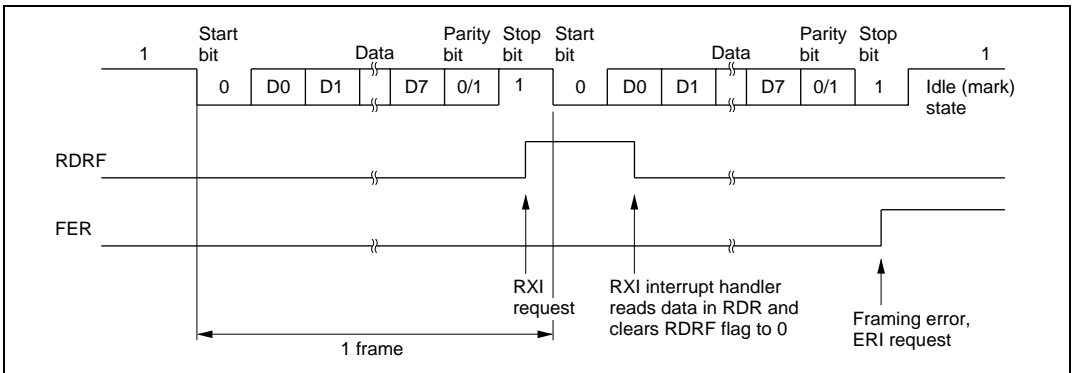 Start bit Parity bit Stop bit Start bit Parity bit Stop bit
1 Data Data 1
0 D0 D1 D7 0/1 1 0 D0 D1 D7 0/1 1 Idle (mark) state
RDRF
FER
RXI request
RXI interrupt handler
reads data in RDR and
clears RDRF flag to 0
Framing error,
ERI request
1 frame